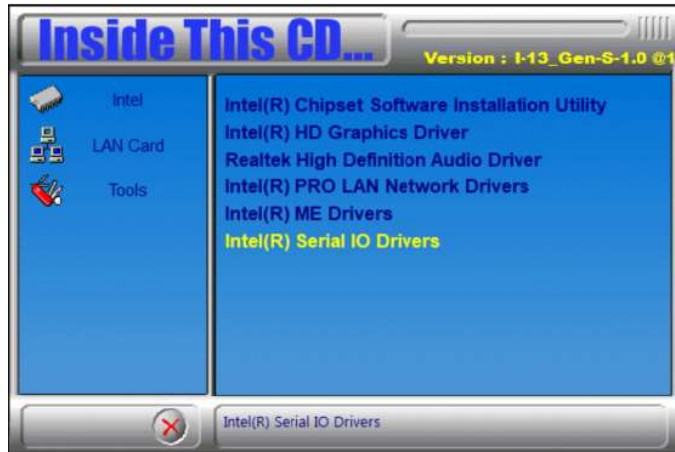 Inside This CD...
Version : I-13_Gen-S-1.0 @1
Intel
LAN Card
Tools
Intel(R) Chipset Software Installation Utility
Intel(R) HD Graphics Driver
Realtek High Definition Audio Driver
Intel(R) PRO LAN Network Drivers
Intel(R) ME Drivers
Intel(R) Serial IO Drivers
Intel(R) Serial IO Drivers